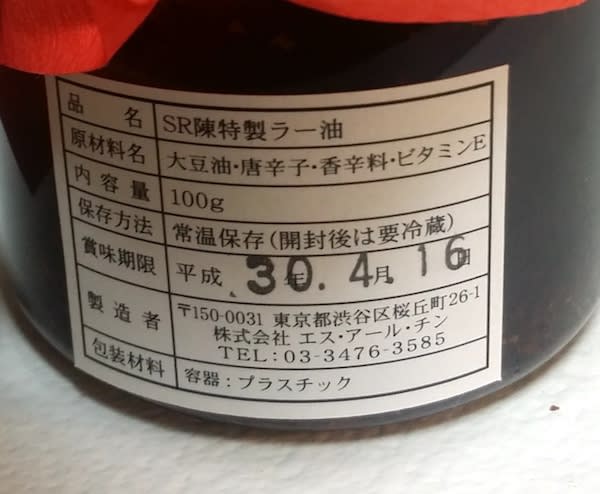 品名 SR陳特製ラー油
原材料名 大豆油・唐辛子・香辛料・ビタミンE
内容量 100g
保存方法 常温保存(開封後は要冷蔵)
賞味期限 平成 30年 4月 16日
製造者 〒150-0031 東京都渋谷区桜丘町26-1
株式会社 エス・アール・チン
TEL:03-3476-3585
包装材料 容器:プラスチック